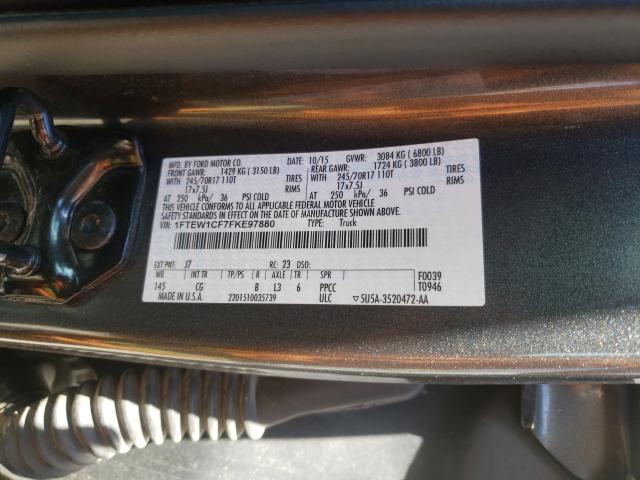 MFD. BY FORD MOTOR CO.
DATE: 10/15 GVWR: 3084 KG ( 6800 LB)
FRONT GAWR: 1429 KG (3150 LB) REAR GAWR: 1724 KG ( 3800 LB)
WITH 245/70R17 110T TIRES WITH 245/70R17 110T TIRES
17x7.5J RIMS 17x7.5J RIMS
AT 250 kPa/ 36 PSI COLD AT 250 kPa/ 36 PSI COLD
THIS VEHICLE CONFORMS TO ALL APPLICABLE FEDERAL MOTOR VEHICLE
SAFETY STANDARDS IN EFFECT ON THE DATE OF MANUFACTURE SHOWN ABOVE.
VIN: 1FTEW1CF7FKE97880 TYPE: Truck
EXT PNT: J7 RC: 23 DSO:
WB INT TR TP/PS R AXLE TR SPR F0039
145 CG B L3 6 PPCC T0946
MADE IN U.S.A. 2201510035739 ULC ▽5U5A-3520472-AA